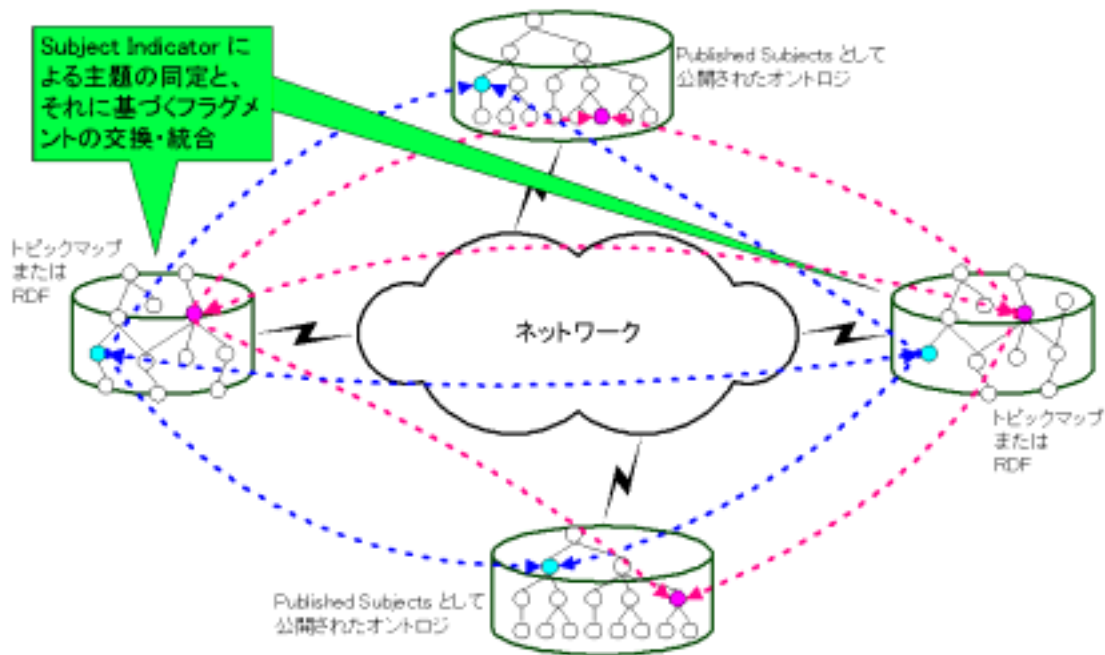 Subject Indicator に
よる主題の同定と、
それに基づくフラグメ
ントの交換・統合
Published Subjects として
公開されたオントロジ
トピックマップ
または
RDF
ネットワーク
トピックマップ
または
RDF
Published Subjects として
公開されたオントロジ